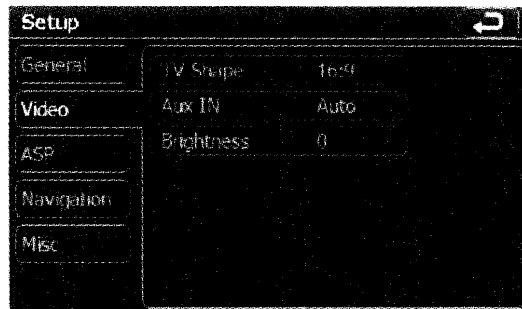 Setup
General
Video
ASP
Navigation
Misc
TV Shape 16:9
Aux IN Auto
Brightness 0